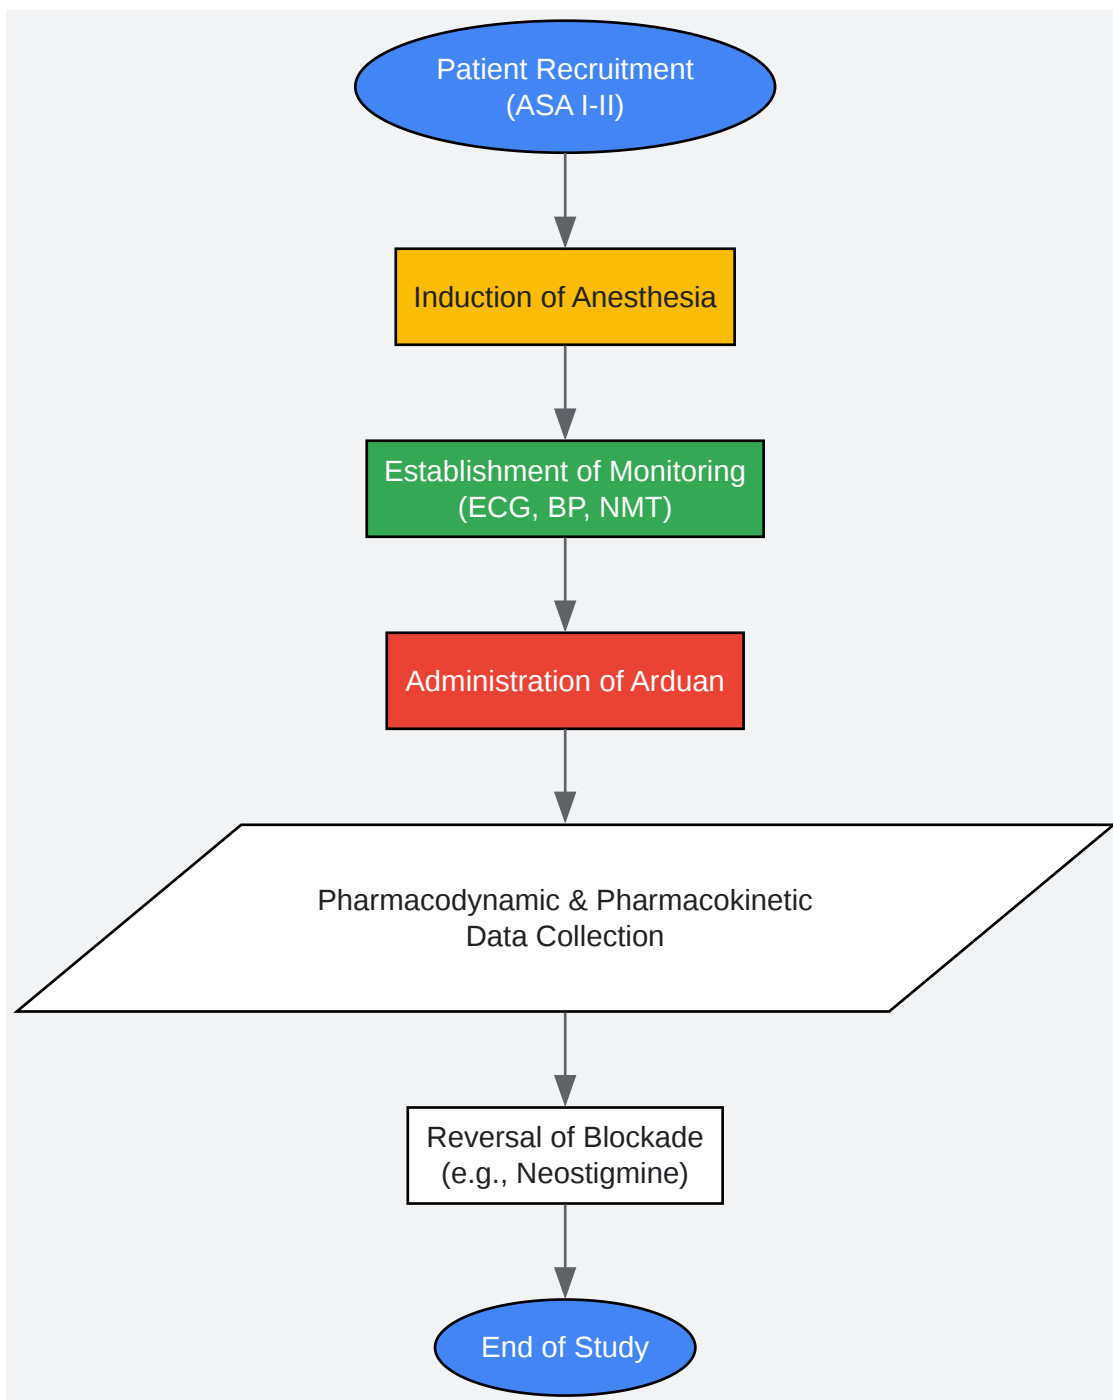 Patient Recruitment
(ASA I-II)
Induction of Anesthesia
Establishment of Monitoring
(ECG, BP, NMT)
Administration of Arduan
Pharmacodynamic & Pharmacokinetic
Data Collection
Reversal of Blockade
(e.g., Neostigmine)
End of Study